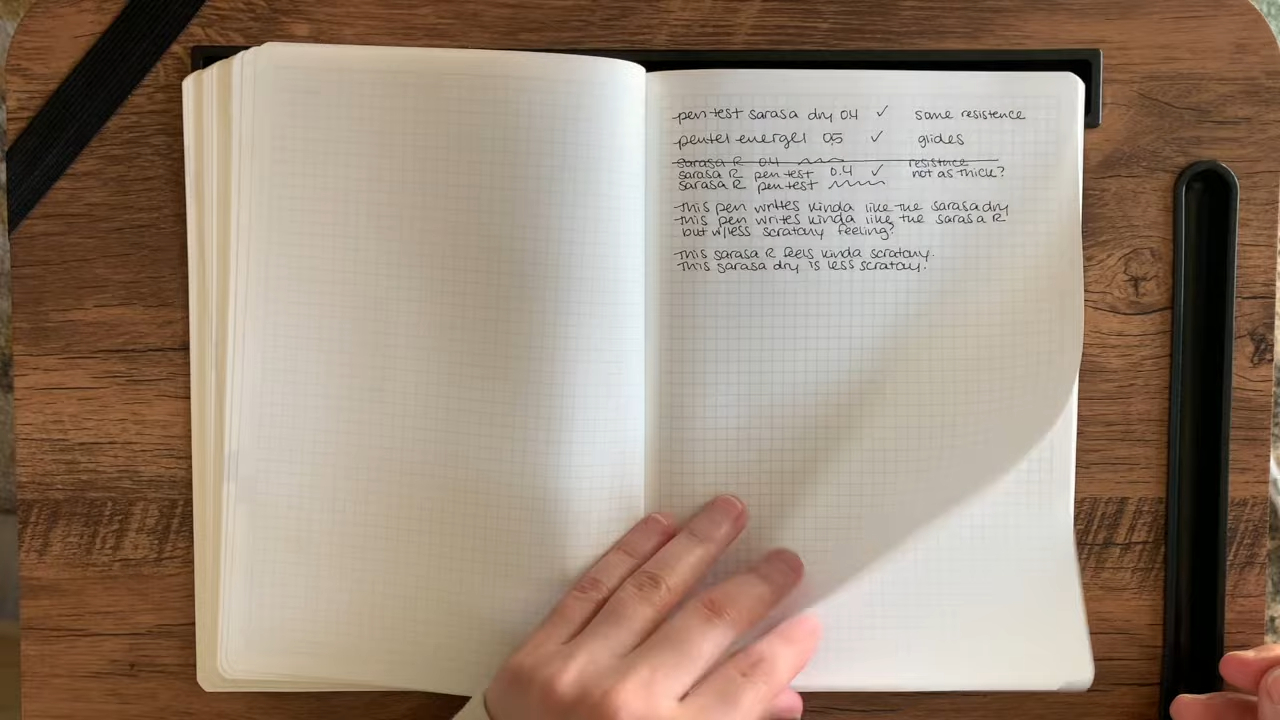 pen test sarasa dry 0.4 ✓ some resistence
pentel energel 0.5 ✓ glides
sarasa R 0.4 resistance
sarasa R pen test 0.4 ✓ not as thick?
sarasa R pen test
This pen writes kinda like the sarasa dry
This pen writes kinda like the sarasa R
but w/less scratchy feeling?
This sarasa R feels kinda scratchy.
This sarasa dry is less scratchy.